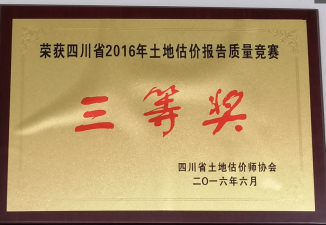 荣获四川省2016年土地估价报告质量竞赛
三等奖
四川省土地估价师协会
二〇一六年六月